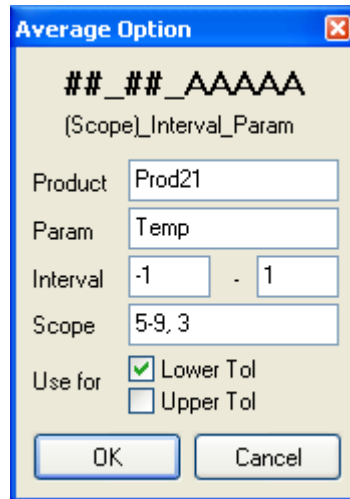 Average Option
##_##_AAAAA
(Scope)_Interval_Param
Product Prod21
Param Temp
Interval -1 - 1
Scope 5-9, 3
Use for Lower Tol
Upper Tol
OK Cancel